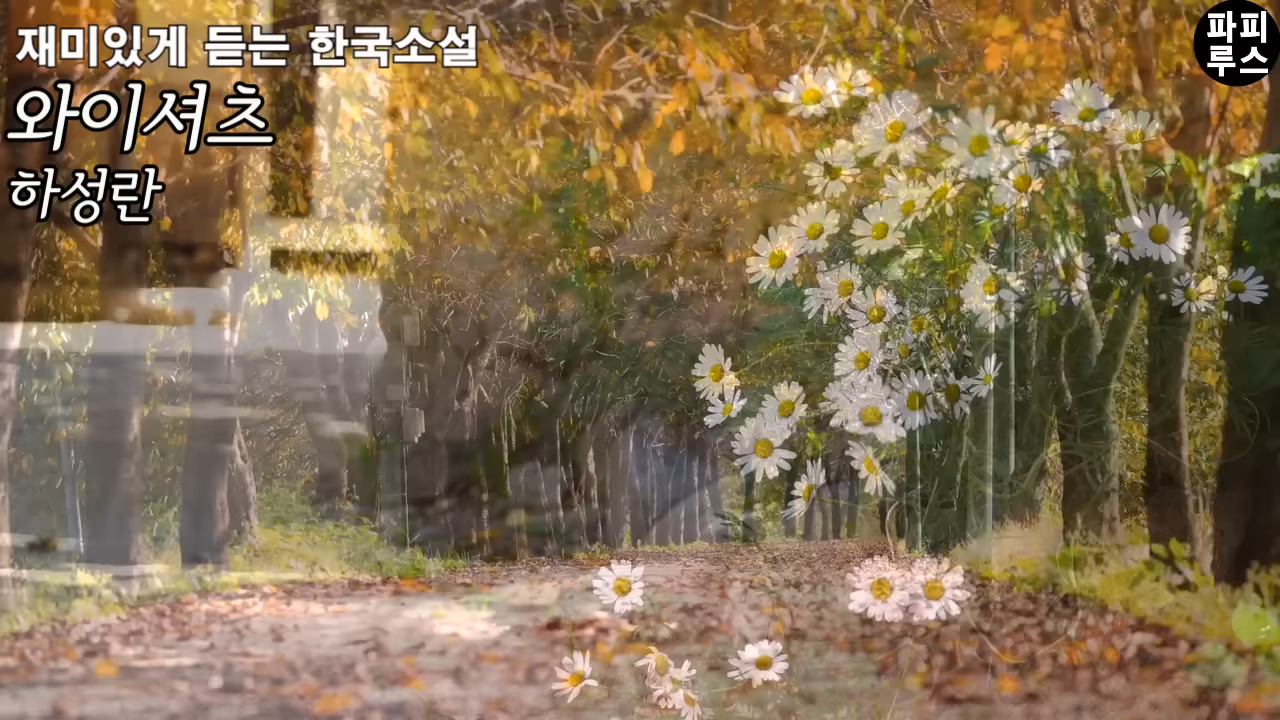 재미있게 듣는 한국소설
와이셔츠
하성란
파피
루스